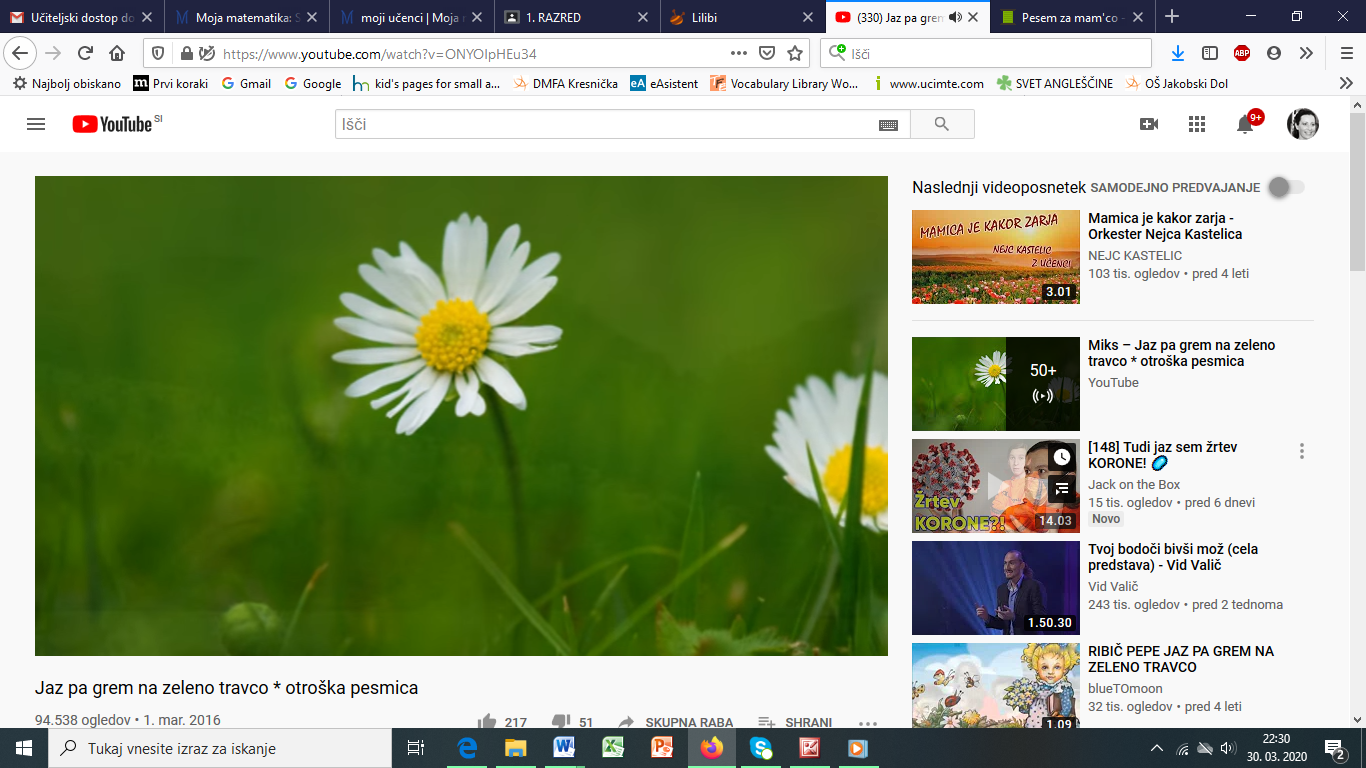 Učiteljski dostop do
Moja matematika: S
moji učenci | Moja m
1. RAZRED
Lilibi
(330) Jaz pa grem
Pesem za mam'co -
https://www.youtube.com/watch?v=ONYOIpHEu34
Išči
Najbolj obiskano
Prvi koraki
Gmail
Google
kid's pages for small a...
DMFA Kresnička
eAsistent
Vocabulary Library Wo...
www.ucimte.com
SVET ANGLEŠČINE
OŠ Jakobski Dol
YouTube SI
Išči
9+
Naslednji videoposnetek SAMODEJNO PREDVAJANJE
MAMICA JE KAKOR ZARJA
NEJC KASTELIC
Z UČENCI
3.01
Mamica je kakor zarja -
Orkester Nejca Kastelica
NEJC KASTELIC
103 tis. ogledov • pred 4 leti
50+
Miks – Jaz pa grem na zeleno
travco * otroška pesmica
YouTube
Žrtev
KORONE?!
14.03
[148] Tudi jaz sem žrtev
KORONE!
Jack on the Box
15 tis. ogledov • pred 6 dnevi
Novo
1.50.30
Tvoj bodoči bivši mož (cela
predstava) - Vid Valič
Vid Valič
243 tis. ogledov • pred 2 tednoma
1.09
RIBIČ PEPE JAZ PA GREM NA
ZELENO TRAVCO
blueTOmoon
32 tis. ogledov • pred 4 leti
Jaz pa grem na zeleno travco * otroška pesmica
94.538 ogledov • 1. mar. 2016
217
51
SKUPNA RABA
SHRANI
Tukaj vnesite izraz za iskanje
22:30
30. 03. 2020
2